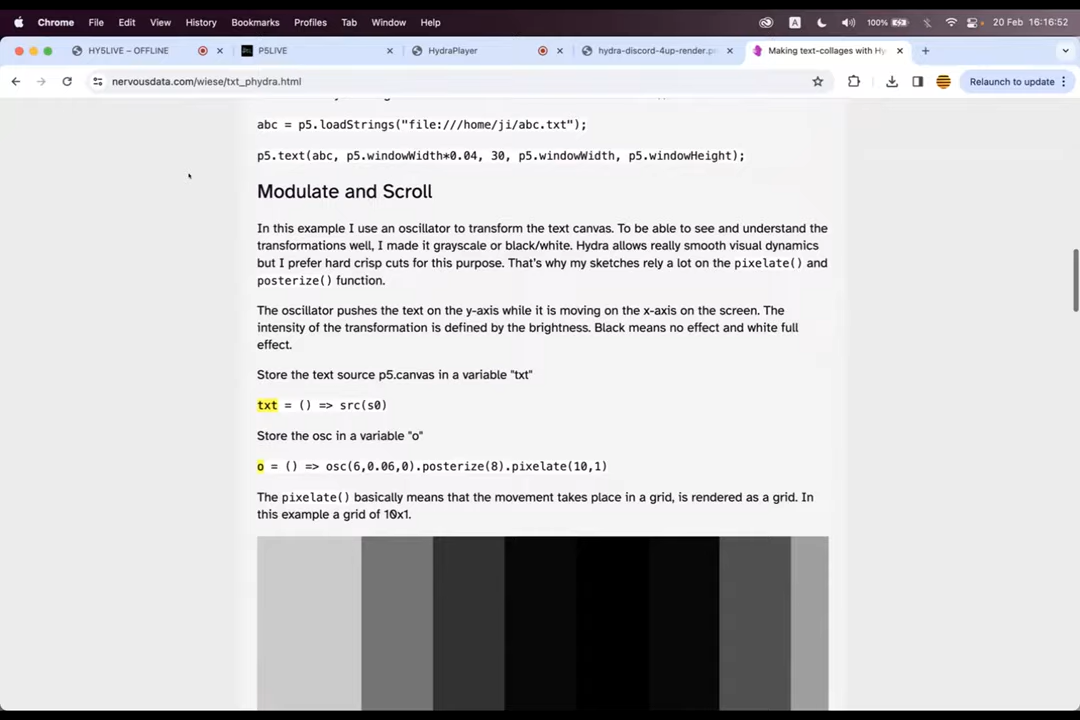 Chrome File Edit View History Bookmarks Profiles Tab Window Help A 100% 20 Feb 16:16:52
HY5LIVE – OFFLINE P5LIVE HydraPlayer hydra-discord-4up-render.p Making text-collages with Hy
nervousdata.com/wiese/txt_phydra.html Relaunch to update
abc = p5.loadStrings("file:///home/ji/abc.txt");
p5.text(abc, p5.windowWidth*0.04, 30, p5.windowWidth, p5.windowHeight);
Modulate and Scroll
In this example I use an oscillator to transform the text canvas. To be able to see and understand the
transformations well, I made it grayscale or black/white. Hydra allows really smooth visual dynamics
but I prefer hard crisp cuts for this purpose. That's why my sketches rely a lot on the pixelate() and
posterize() function.
The oscillator pushes the text on the y-axis while it is moving on the x-axis on the screen. The
intensity of the transformation is defined by the brightness. Black means no effect and white full
effect.
Store the text source p5.canvas in a variable "txt"
txt = () => src(s0)
Store the osc in a variable "o"
o = () => osc(6,0.06,0).posterize(8).pixelate(10,1)
The pixelate() basically means that the movement takes place in a grid, is rendered as a grid. In
this example a grid of 10x1.